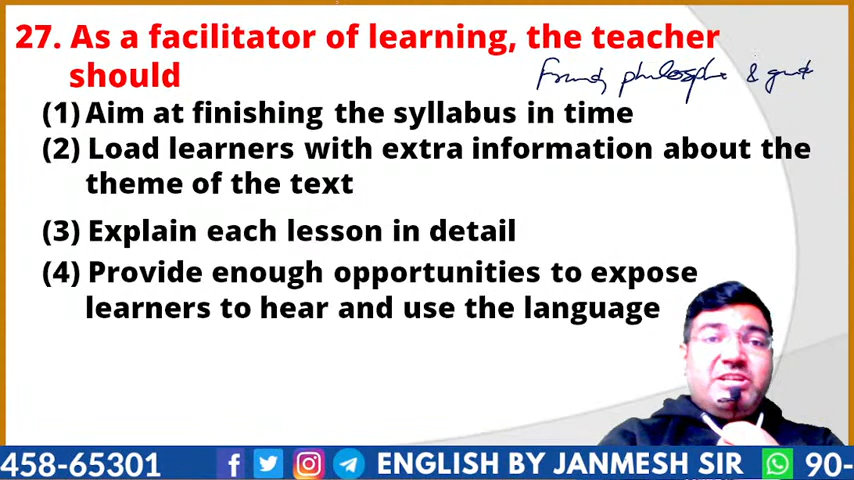 27. As a facilitator of learning, the teacher
should
Friend, philosopher & guide
(1) Aim at finishing the syllabus in time
(2) Load learners with extra information about the
theme of the text
(3) Explain each lesson in detail
(4) Provide enough opportunities to expose
learners to hear and use the language
458-65301 ENGLISH BY JANMESH SIR 90-